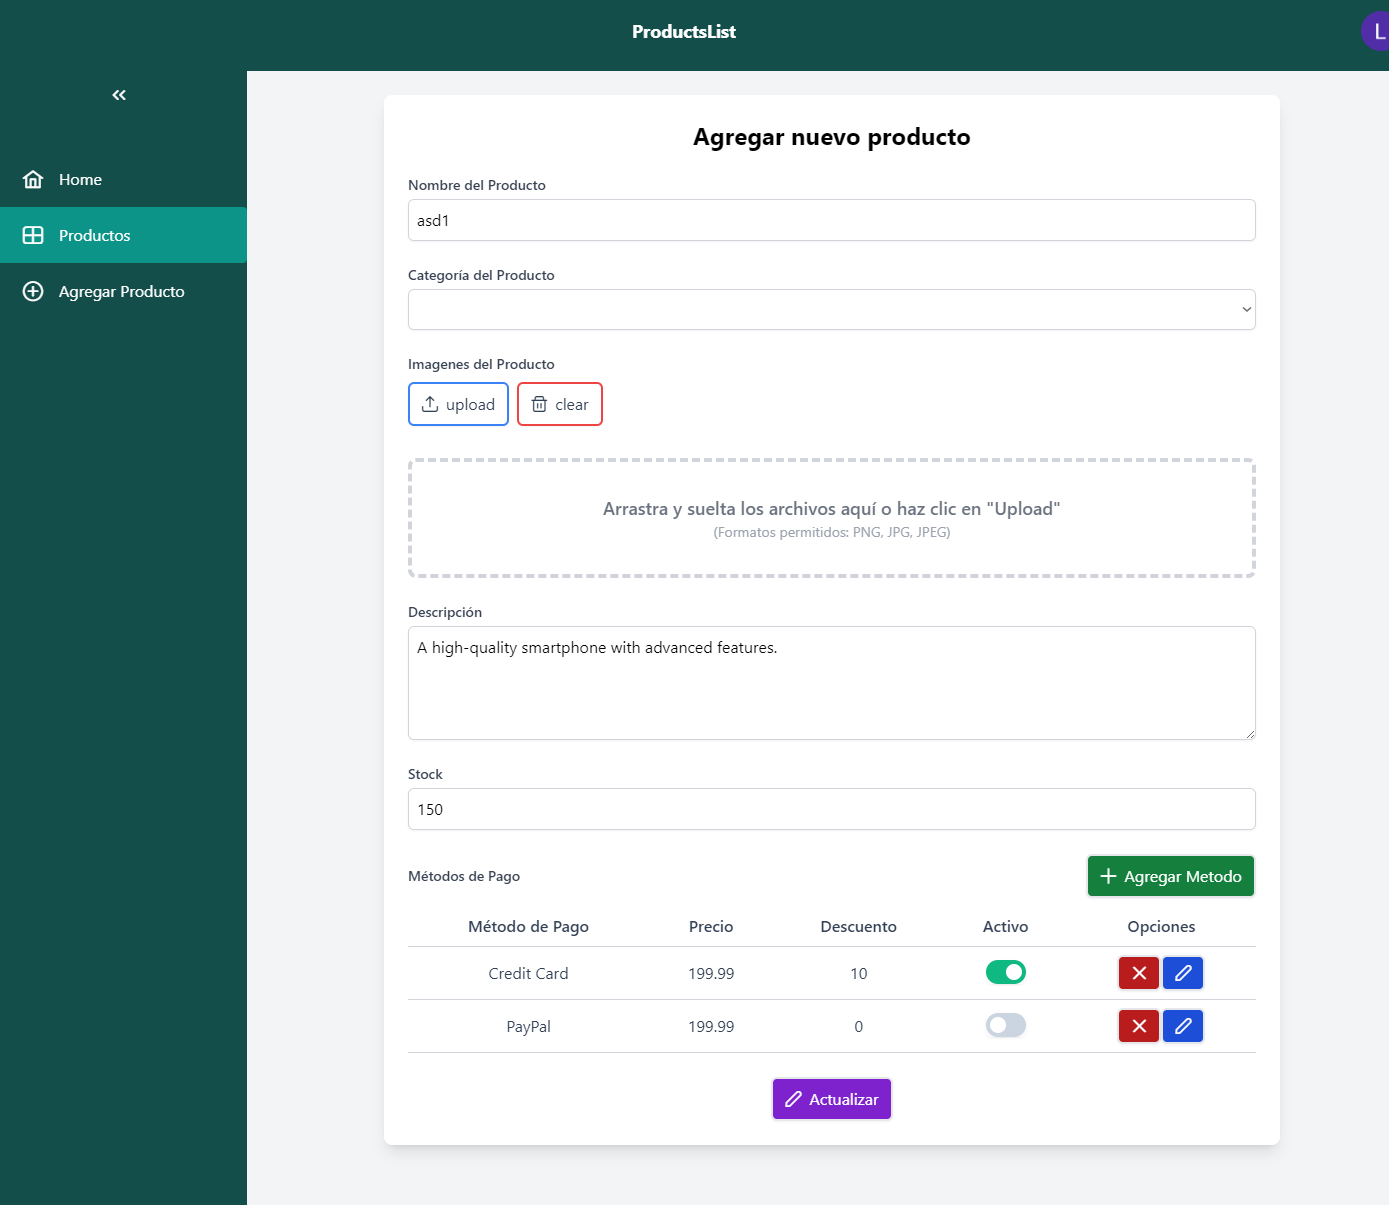 ProductsList
L
Home
Productos
Agregar Producto
Agregar nuevo producto
Nombre del Producto
asd1
Categoría del Producto
Imagenes del Producto
upload
clear
Arrastra y suelta los archivos aquí o haz clic en "Upload"
(Formatos permitidos: PNG, JPG, JPEG)
Descripción
A high-quality smartphone with advanced features.
Stock
150
Métodos de Pago
Agregar Metodo
Método de Pago Precio Descuento Activo Opciones
Credit Card 199.99 10
PayPal 199.99 0
Actualizar